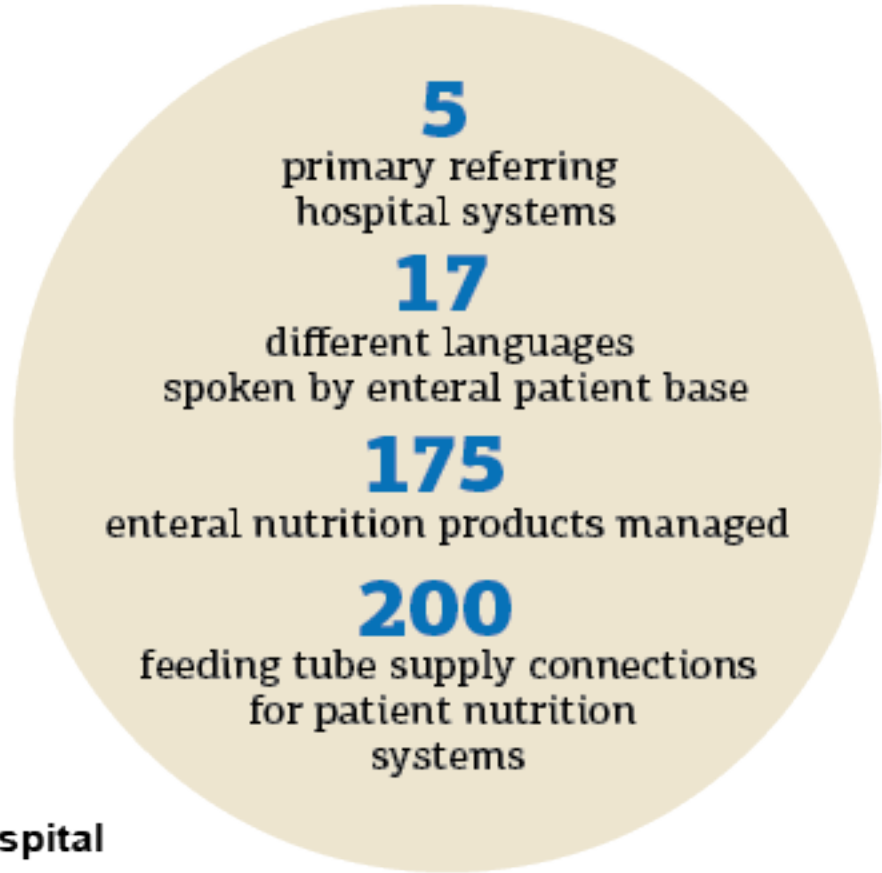 5
primary referring
hospital systems
17
different languages
spoken by enteral patient base
175
enteral nutrition products managed
200
feeding tube supply connections
for patient nutrition
systems
spital